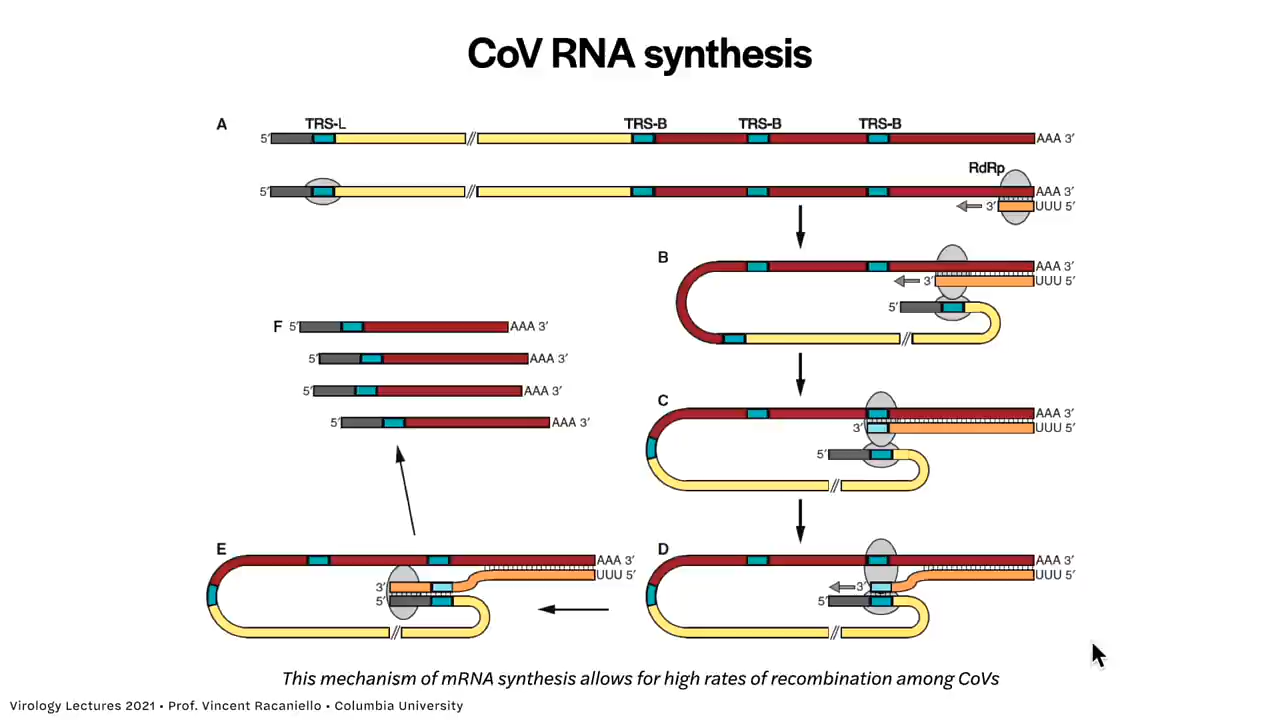 CoV RNA synthesis
A
TRS-L TRS-B TRS-B TRS-B
5′ // AAA 3′
RdRp
5′ // AAA 3′
3′ UUU 5′
B
AAA 3′
3′ UUU 5′
5′
//
F
5′ AAA 3′
5′ AAA 3′
5′ AAA 3′
5′ AAA 3′
C
AAA 3′
3′ UUU 5′
5′
//
E
AAA 3′
UUU 5′
3′
5′
//
D
AAA 3′
UUU 5′
3′
5′
//
This mechanism of mRNA synthesis allows for high rates of recombination among CoVs
Virology Lectures 2021 • Prof. Vincent Racaniello • Columbia University